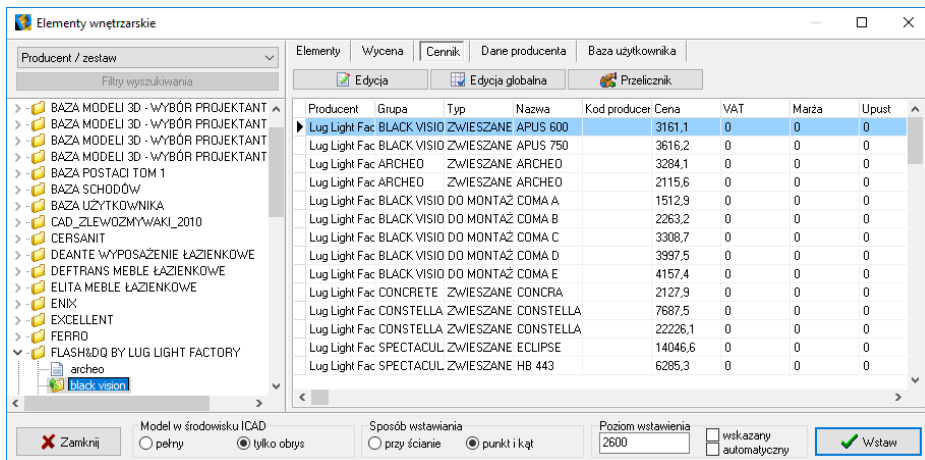 Elementy wnętrzarskie
Producent / zestaw
Filtry wyszukiwania
BAZA MODELI 3D - WYBÓR PROJEKTANT
BAZA MODELI 3D - WYBÓR PROJEKTANT
BAZA MODELI 3D - WYBÓR PROJEKTANT
BAZA MODELI 3D - WYBÓR PROJEKTANT
BAZA POSTACI TOM 1
BAZA SCHODÓW
BAZA UŻYTKOWNIKA
CAD_ZLEWOZMYWAKI_2010
CERSANIT
DEANTE WYPOSAŻENIE ŁAZIENKOWE
DEFTRANS MEBLE ŁAZIENKOWE
ELITA MEBLE ŁAZIENKOWE
ENIX
EXCELLENT
FERRO
FLASH&DQ BY LUG LIGHT FACTORY
archeo
black vision
Elementy Wycena Cennik Dane producenta Baza użytkownika
Edycja Edycja globalna Przelicznik
Producent Grupa Typ Nazwa Kod producer Cena VAT Marża Upust
Lug Light Fac BLACK VISIO ZWIESZANE APUS 600 3161,1 0 0 0
Lug Light Fac BLACK VISIO ZWIESZANE APUS 750 3616,2 0 0 0
Lug Light Fac ARCHEO ZWIESZANE ARCHEO 3284,1 0 0 0
Lug Light Fac ARCHEO ZWIESZANE ARCHEO 2115,6 0 0 0
Lug Light Fac BLACK VISIO DO MONTAŻ COMA A 1512,9 0 0 0
Lug Light Fac BLACK VISIO DO MONTAŻ COMA B 2263,2 0 0 0
Lug Light Fac BLACK VISIO DO MONTAŻ COMA C 3308,7 0 0 0
Lug Light Fac BLACK VISIO DO MONTAŻ COMA D 3997,5 0 0 0
Lug Light Fac BLACK VISIO DO MONTAŻ COMA E 4157,4 0 0 0
Lug Light Fac CONCRETE ZWIESZANE CONCRA 2127,9 0 0 0
Lug Light Fac CONSTELLA ZWIESZANE CONSTELLA 7687,5 0 0 0
Lug Light Fac CONSTELLA ZWIESZANE CONSTELLA 22226,1 0 0 0
Lug Light Fac SPECTACUL ZWIESZANE ECLIPSE 14046,6 0 0 0
Lug Light Fac SPECTACUL ZWIESZANE HB 443 6285,3 0 0 0
Zamknij
Model w środowisku ICAD
pełny tylko obrys
Sposób wstawiania
przy ścianie punkt i kąt
Poziom wstawienia
2600
wskazany
automatyczny
Wstaw